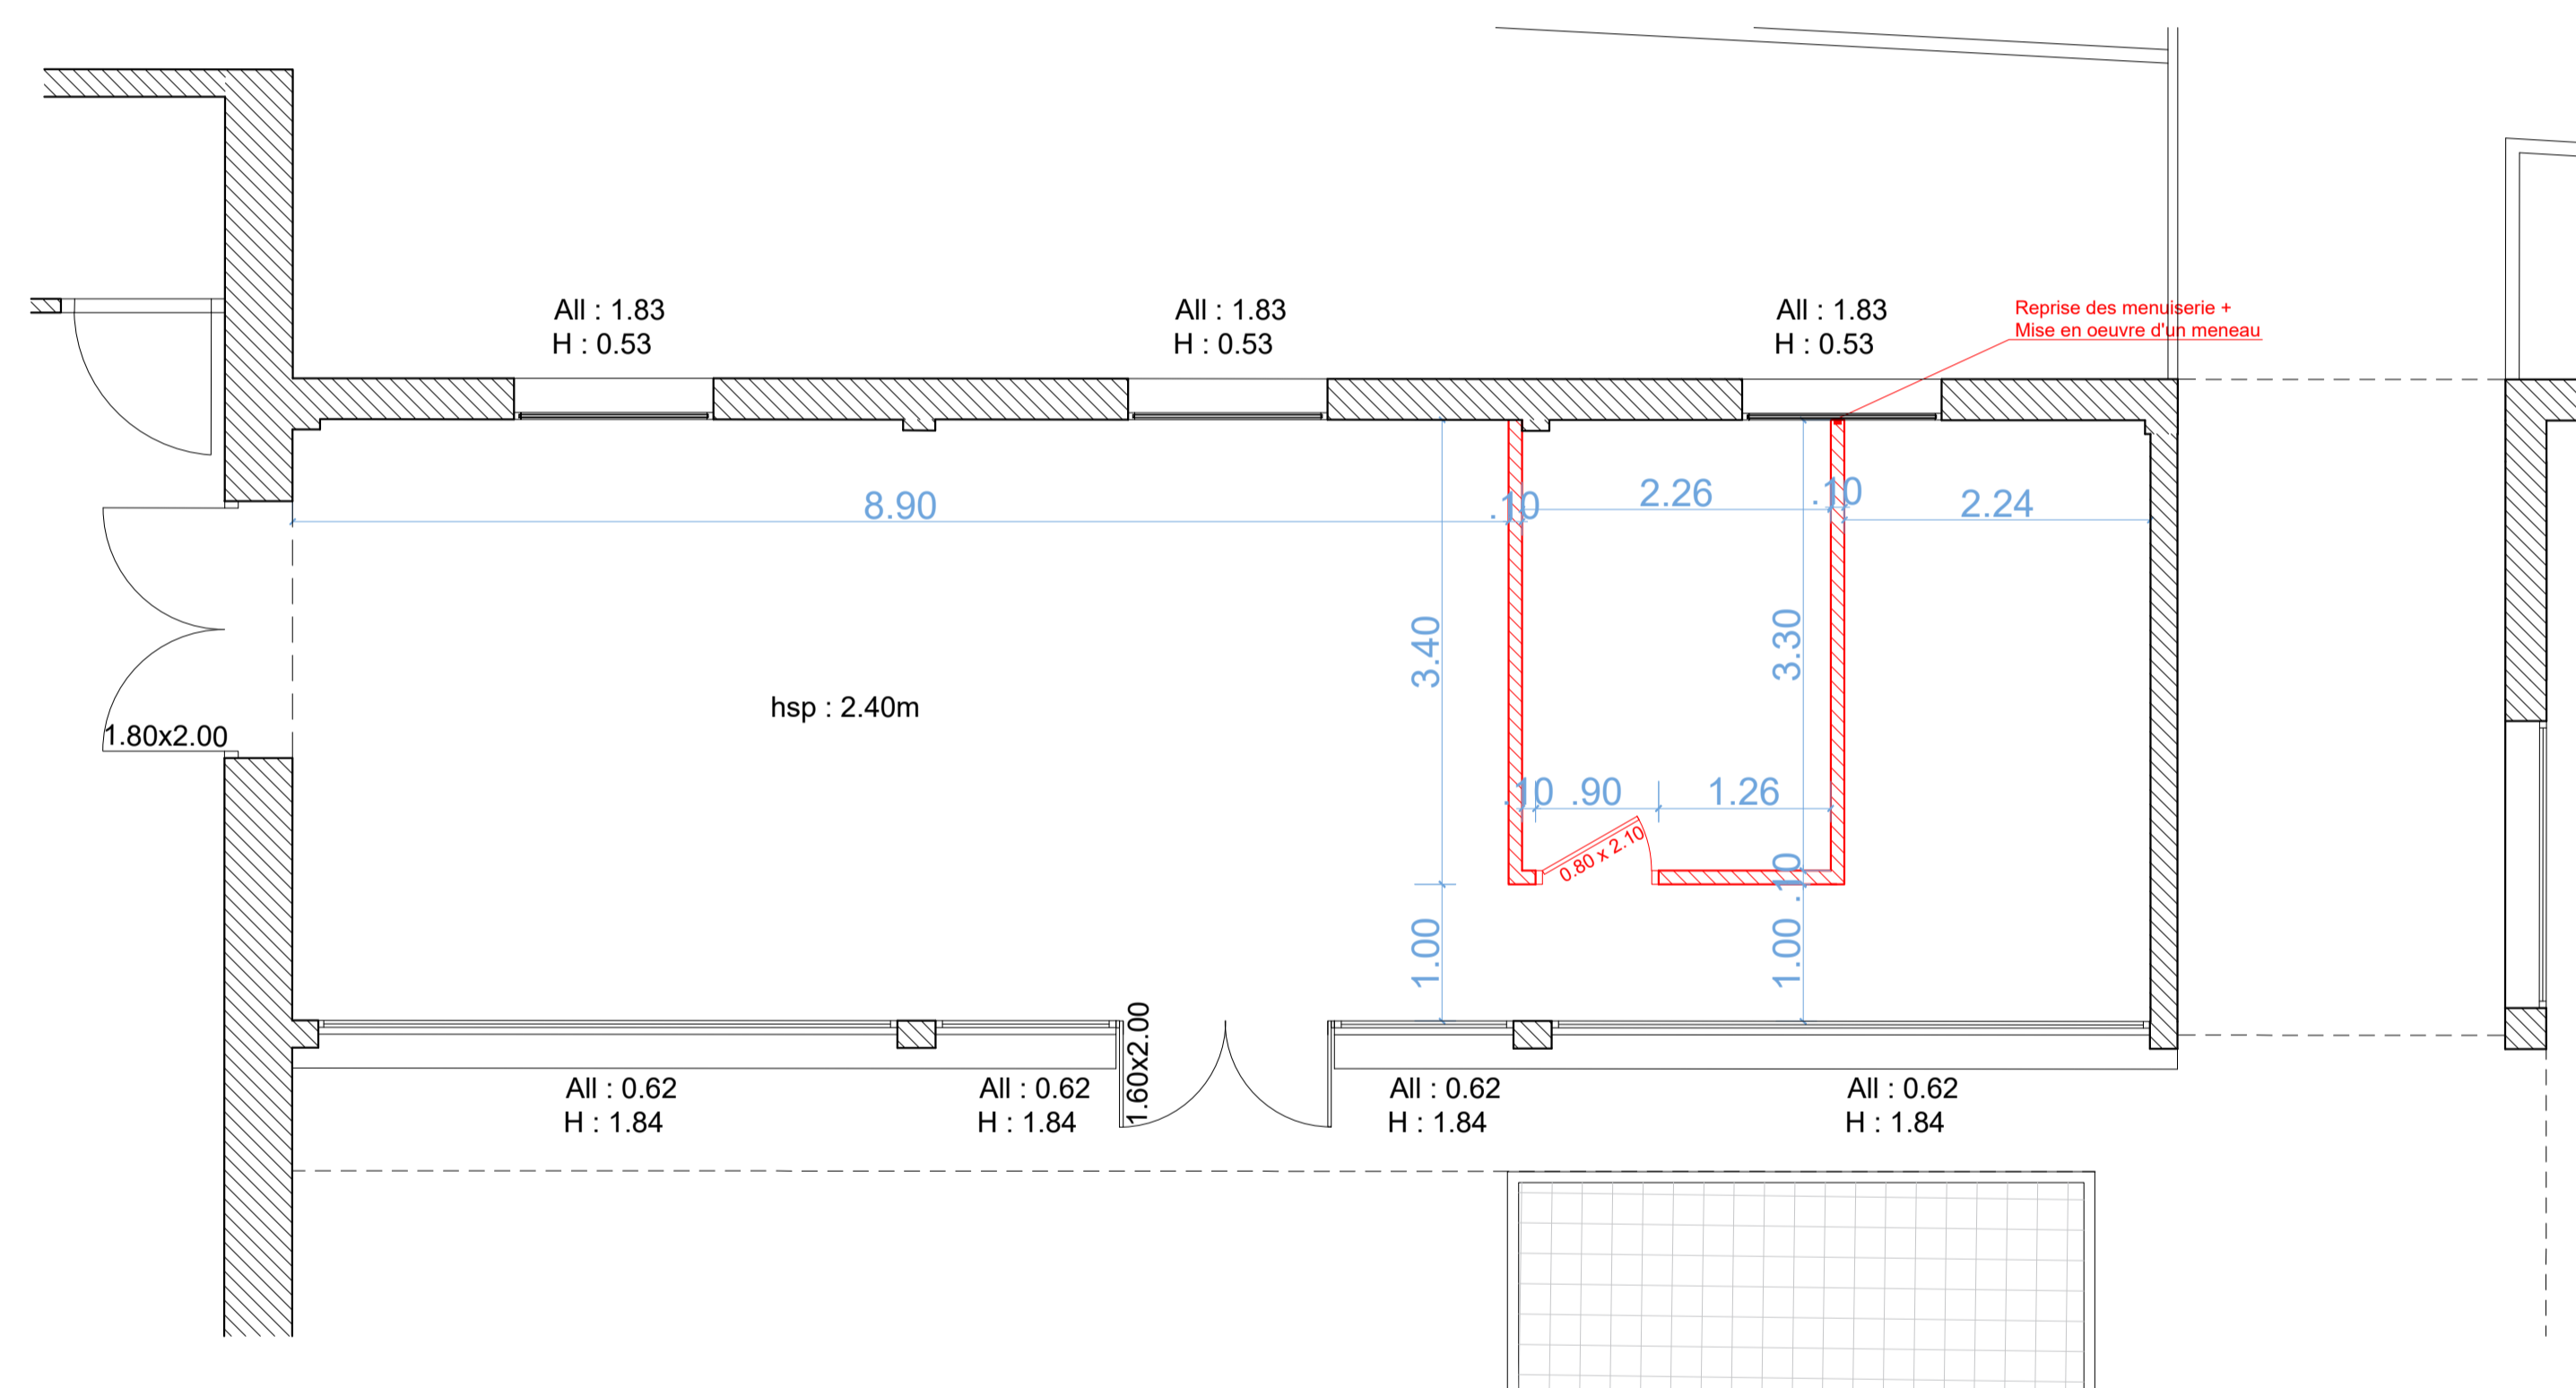 All : 1.83
H : 0.53
All : 1.83
H : 0.53
All : 1.83
H : 0.53
Reprise des menuiserie +
Mise en oeuvre d'un meneau
8.90
.10
2.26
.10
2.24
3.40
3.30
hsp : 2.40m
1.80x2.00
.10
.90
1.26
0.80 x 2.10
.10
1.00
1.00
1.60x2.00
All : 0.62
H : 1.84
All : 0.62
H : 1.84
All : 0.62
H : 1.84
All : 0.62
H : 1.84